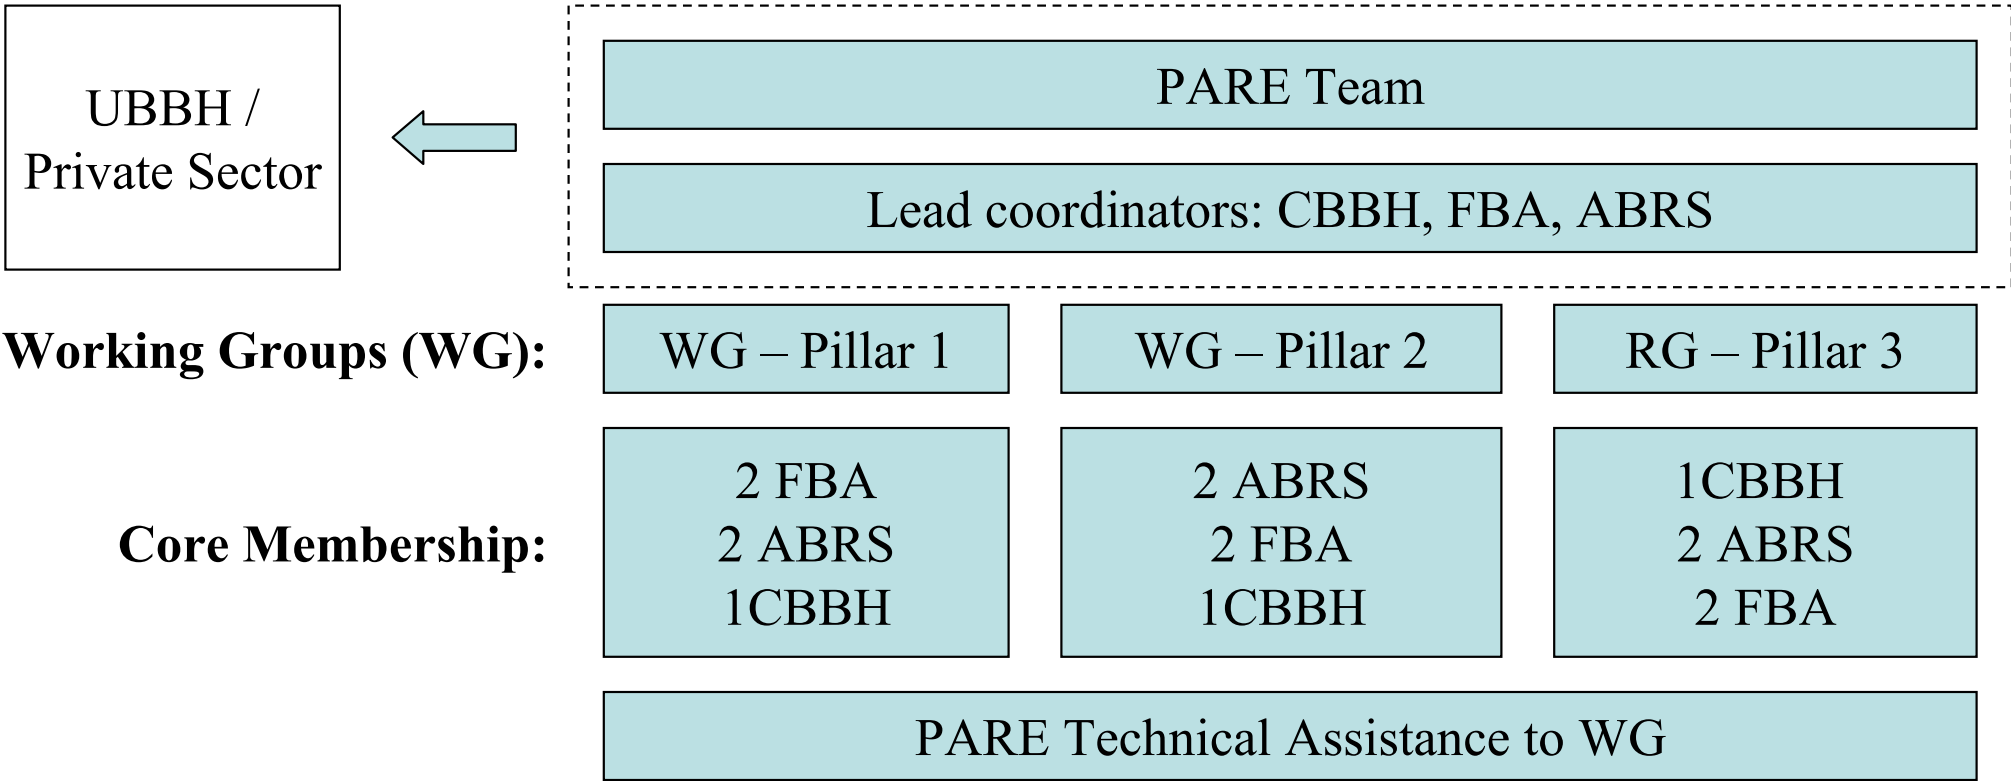 UBBH /
Private Sector
PARE Team
Lead coordinators: CBBH, FBA, ABRS
Working Groups (WG):
WG – Pillar 1
WG – Pillar 2
RG – Pillar 3
Core Membership:
2 FBA
2 ABRS
1CBBH
2 ABRS
2 FBA
1CBBH
1CBBH
2 ABRS
2 FBA
PARE Technical Assistance to WG